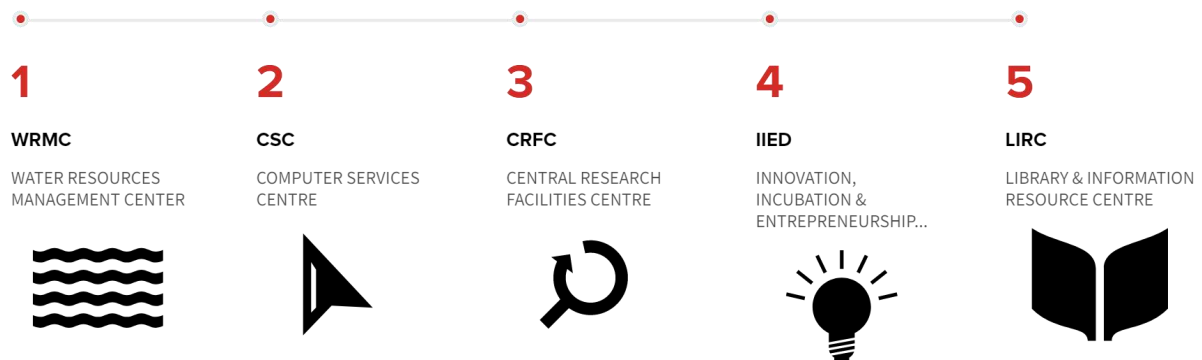 1
WRMC
WATER RESOURCES
MANAGEMENT CENTER
2
CSC
COMPUTER SERVICES
CENTRE
3
CRFC
CENTRAL RESEARCH
FACILITIES CENTRE
4
IIED
INNOVATION,
INCUBATION &
ENTREPRENEURSHIP...
5
LIRC
LIBRARY & INFORMATION
RESOURCE CENTRE